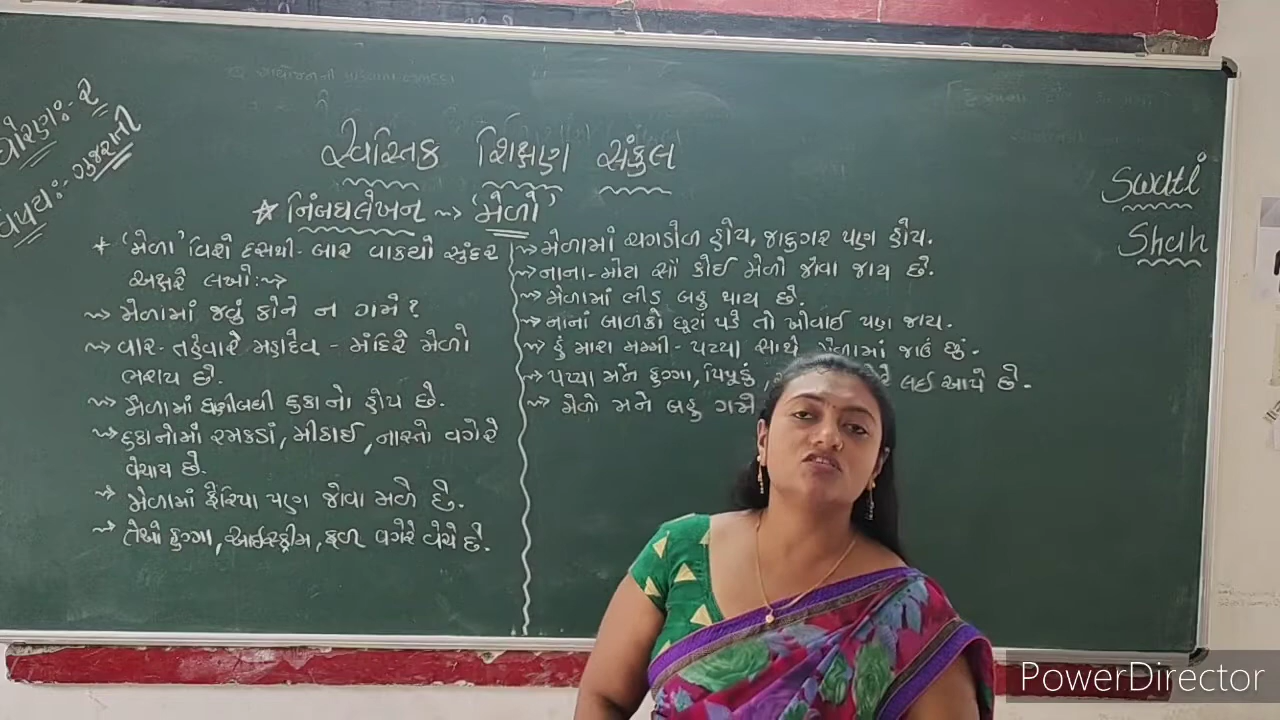 ધોરણ:- ૨
વિષય:- ગુજરાતી
સ્વસ્તિક શિક્ષણ સંકુલ
★ નિબંધલેખન ⇝ 'મેળો'
* 'મેળા' વિશે દસથી-બાર વાક્યો સુંદર
અક્ષરે લખો:⇝
⇝ મેળામાં જવું કોને ન ગમે?
⇝ વાર-તહેવારે મહાદેવ-મંદિરે મેળો
ભરાય છે.
⇝ મેળામાં ઘણીબધી દુકાનો હોય છે.
⇝ દુકાનોમાં રમકડાં, મીઠાઈ, નાસ્તો વગેરે
વેચાય છે.
⇝ મેળામાં ફેરિયા પણ જોવા મળે છે.
⇝ તેઓ ફુગ્ગા, આઈસ્ક્રીમ, ફળ વગેરે વેચે છે.
⇝ મેળામાં ચગડોળ હોય, જાદુગર પણ હોય.
⇝ નાના-મોટા સૌ કોઈ મેળો જોવા જાય છે.
⇝ મેળામાં ભીડ બહુ થાય છે.
⇝ નાનાં બાળકો છૂટાં પડે તો ખોવાઈ પણ જાય.
⇝ હું મારા મમ્મી-પપ્પા સાથે મેળામાં જાઉં છું.
⇝ પપ્પા મને ફુગ્ગા, પિપૂડું, લઈ આપે છે.
⇝ મેળો મને બહુ ગમે
Swati
Shah
PowerDirector